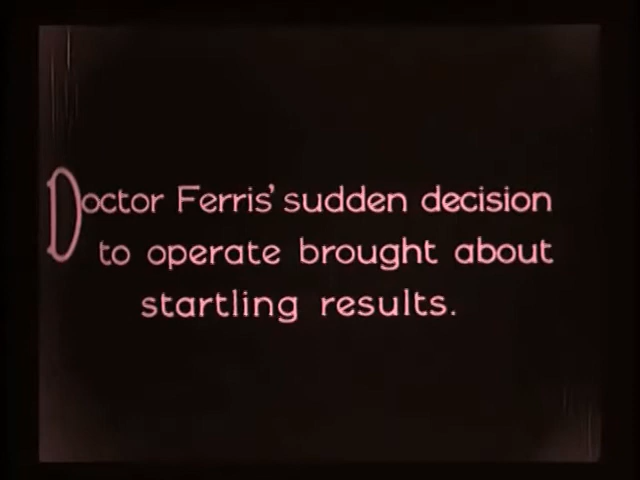 Doctor Ferris' sudden decision
to operate brought about
startling results.